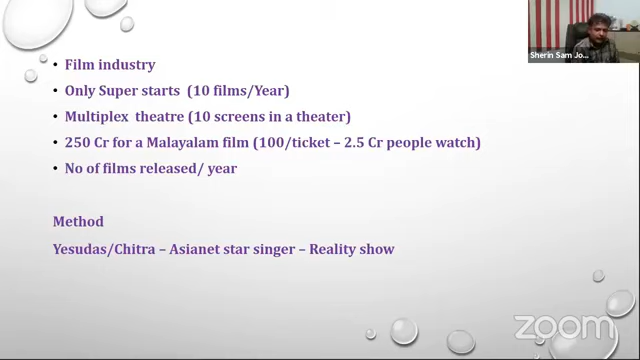 Sherin Sam Jo...
• Film industry
• Only Super starts (10 films/Year)
• Multiplex theatre (10 screens in a theater)
• 250 Cr for a Malayalam film (100/ticket – 2.5 Cr people watch)
• No of films released/ year
Method
Yesudas/Chitra – Asianet star singer – Reality show
zoom